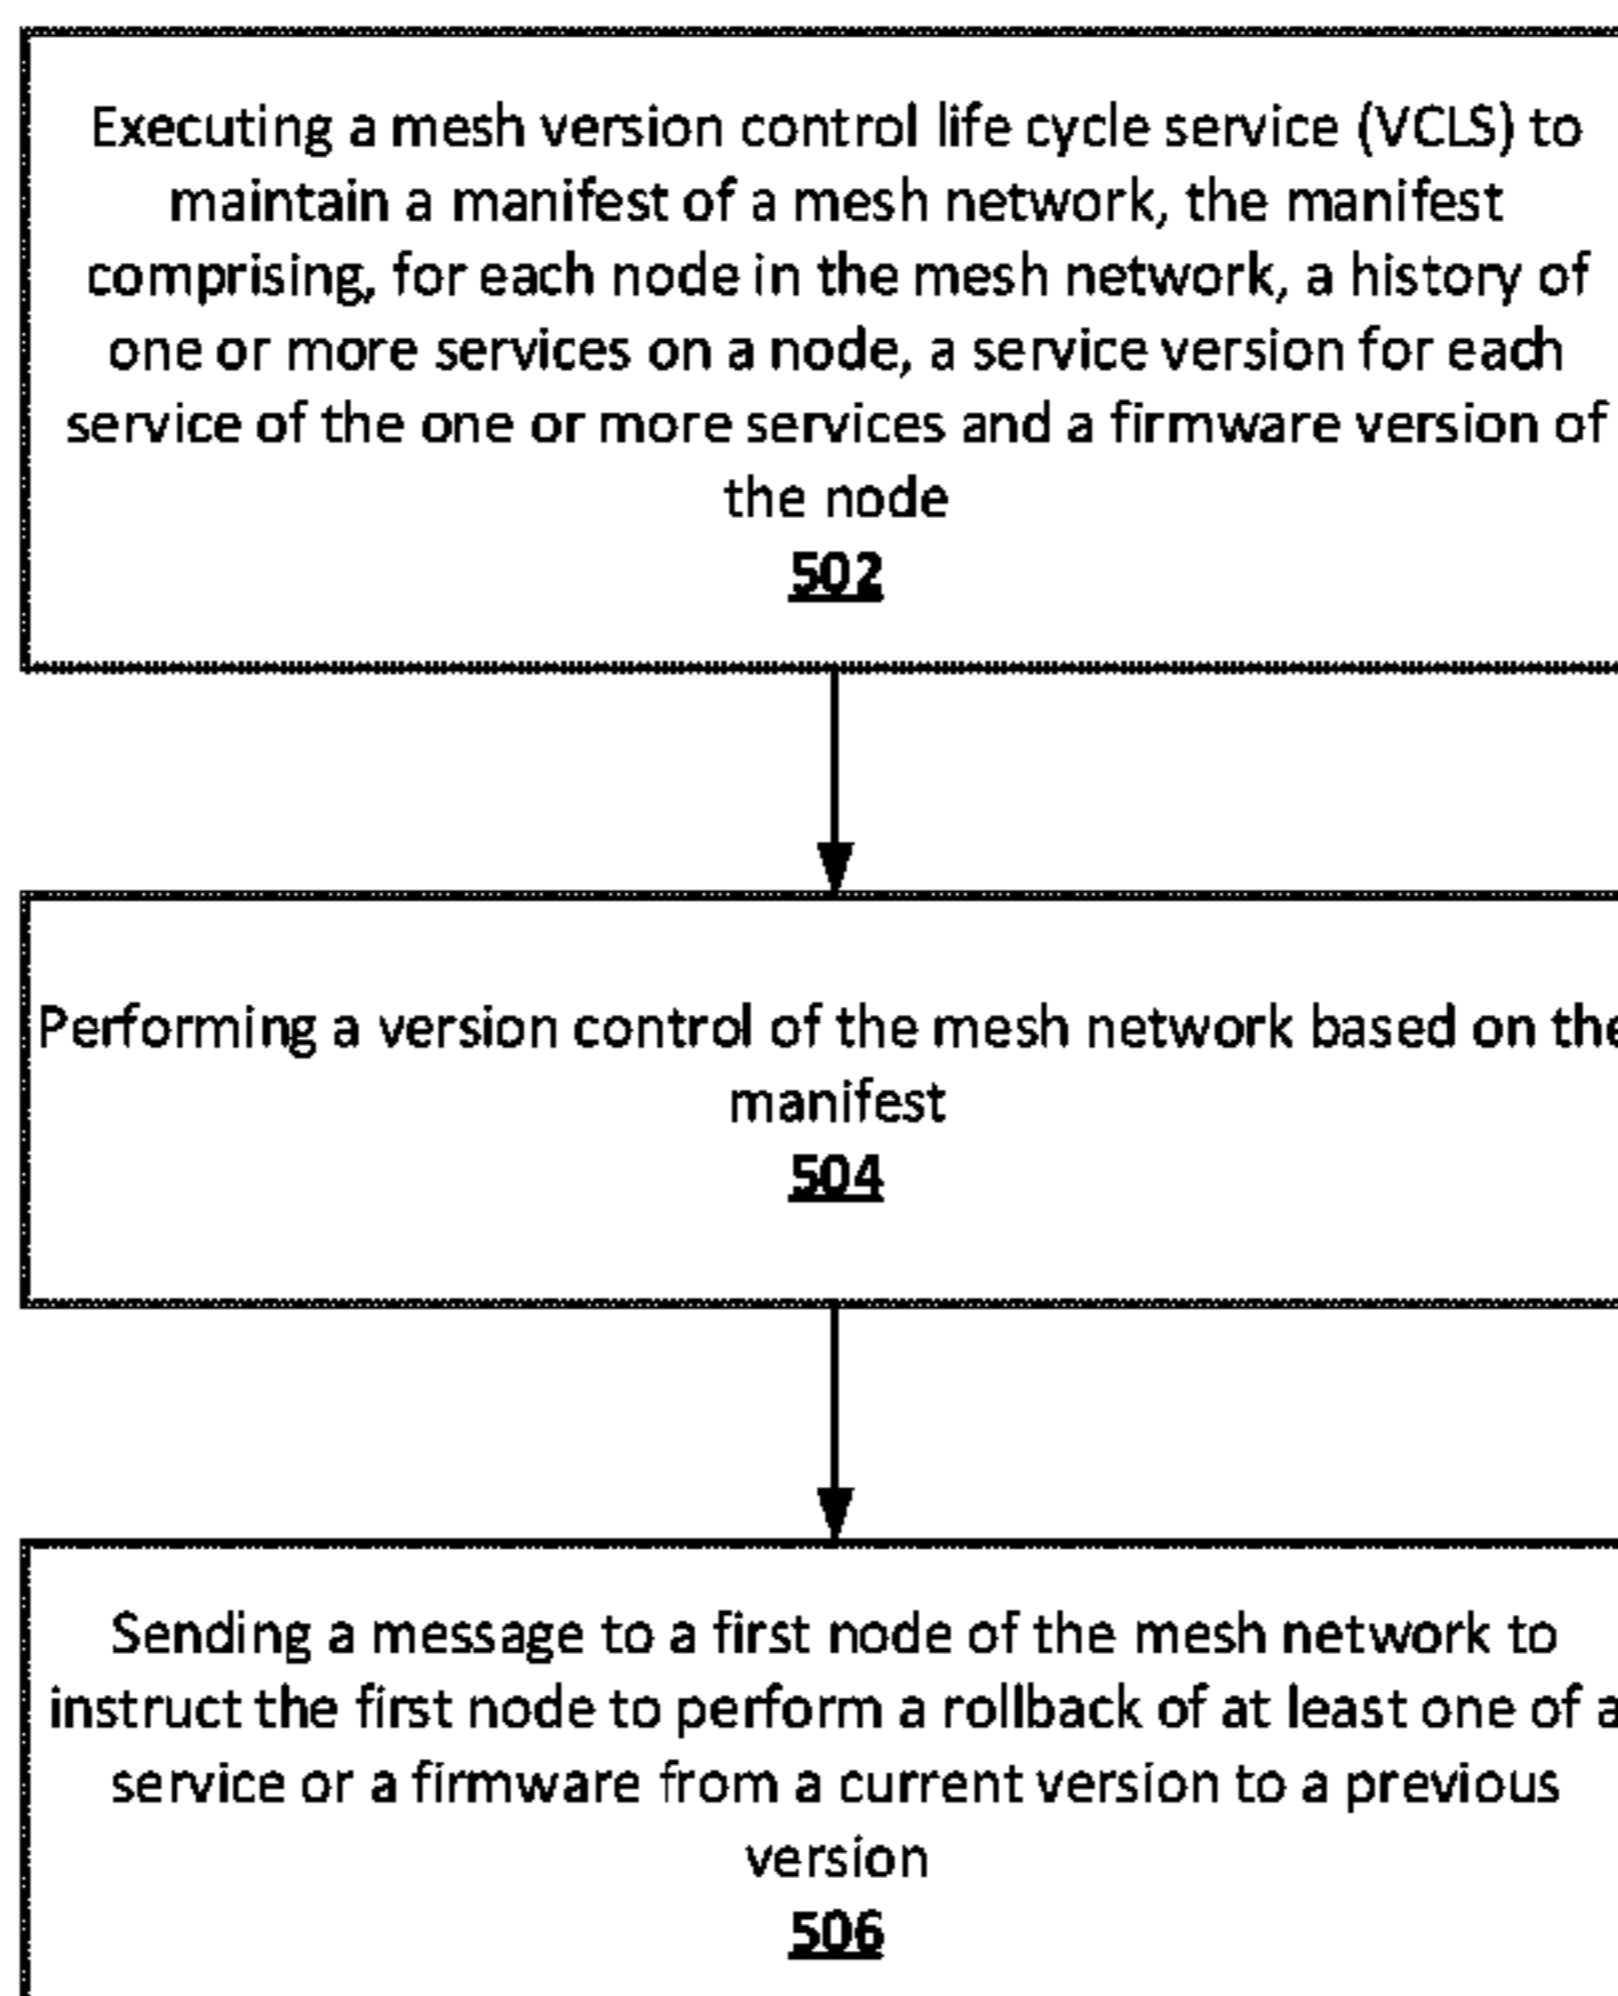 Executing a mesh version control life cycle service (VCLS) to
maintain a manifest of a mesh network, the manifest
comprising, for each node in the mesh network, a history of
one or more services on a node, a service version for each
service of the one or more services and a firmware version of
the node
502
Performing a version control of the mesh network based on the
manifest
504
Sending a message to a first node of the mesh network to
instruct the first node to perform a rollback of at least one of a
service or a firmware from a current version to a previous
version
506